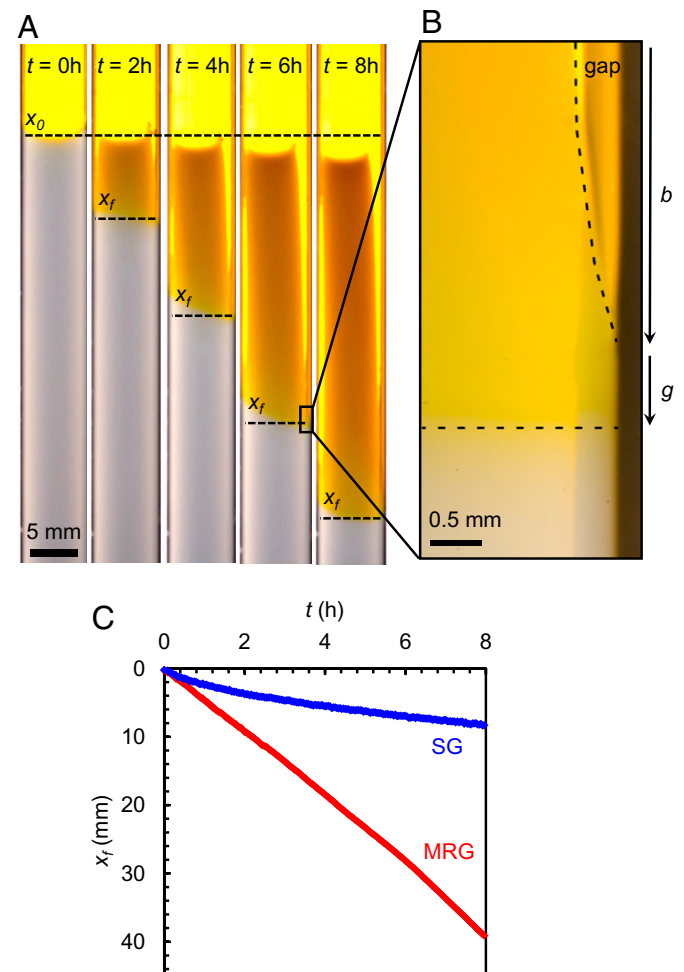 A
B
t = 0h t = 2h t = 4h t = 6h t = 8h
gap
x0
b
xf
xf
g
xf
xf
5 mm
0.5 mm
C
t (h)
0 2 4 6 8
0
SG
10
20
MRG
30
40
xf (mm)